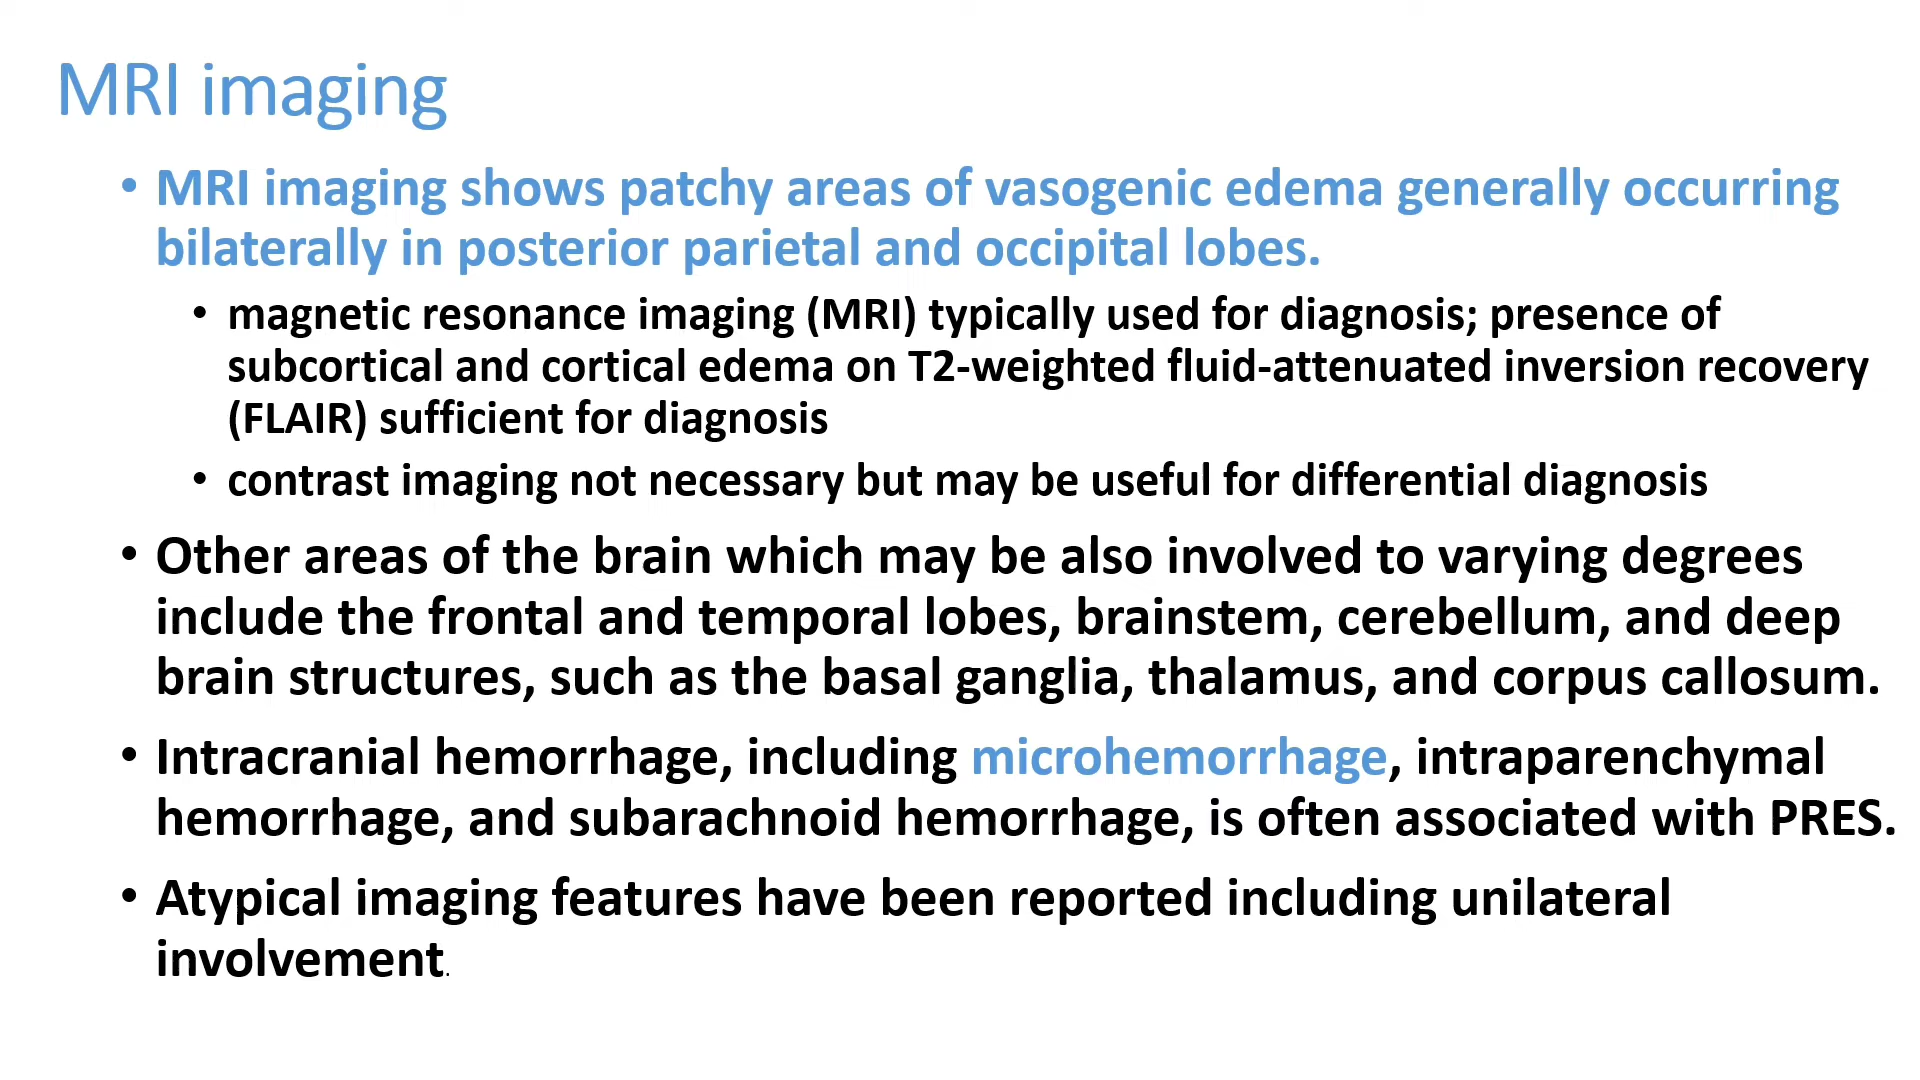 MRI imaging
• MRI imaging shows patchy areas of vasogenic edema generally occurring
bilaterally in posterior parietal and occipital lobes.
• magnetic resonance imaging (MRI) typically used for diagnosis; presence of
subcortical and cortical edema on T2-weighted fluid-attenuated inversion recovery
(FLAIR) sufficient for diagnosis
• contrast imaging not necessary but may be useful for differential diagnosis
• Other areas of the brain which may be also involved to varying degrees
include the frontal and temporal lobes, brainstem, cerebellum, and deep
brain structures, such as the basal ganglia, thalamus, and corpus callosum.
• Intracranial hemorrhage, including microhemorrhage, intraparenchymal
hemorrhage, and subarachnoid hemorrhage, is often associated with PRES.
• Atypical imaging features have been reported including unilateral
involvement.